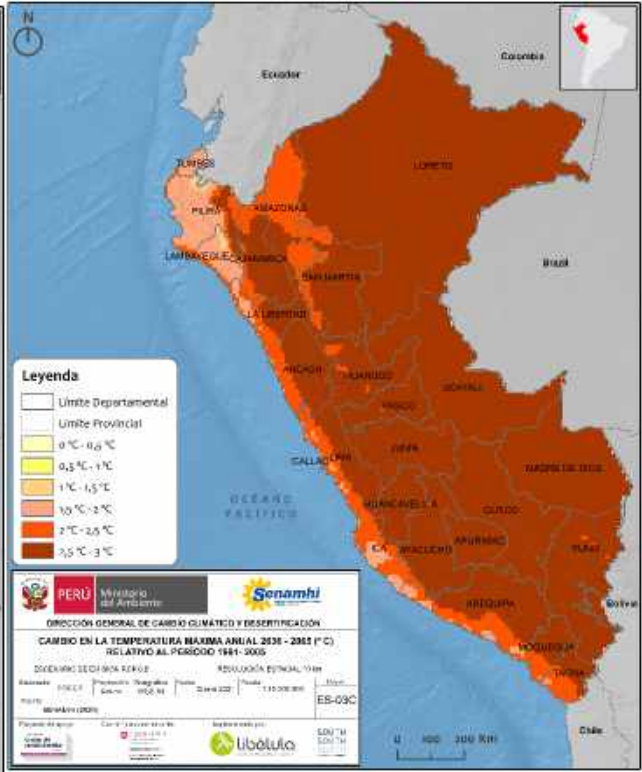 N
Colombia
Ecuador
TUMBES
LORETO
PIURA
AMAZONAS
LAMBAYEQUE
CAJAMARCA
Brasil
SAN MARTIN
LA LIBERTAD
ANCASH
HUANUCO
UCAYALI
PASCO
Leyenda
Límite Departamental
Límite Provincial
0 °C - 0,5 °C
0,5 °C - 1 °C
1 °C - 1,5 °C
1,5 °C - 2 °C
2 °C - 2,5 °C
2,5 °C - 3 °C
CALLAO
LIMA
JUNIN
MADRE DE DIOS
OCÉANO
PACÍFICO
HUANCAVELICA
CUSCO
ICA
AYACUCHO
APURIMAC
PUNO
AREQUIPA
Bolivia
MOQUEGUA
TACNA
Chile
0 100 200 Km
PERÚ
Ministerio
del Ambiente
Senamhi
DIRECCIÓN GENERAL DE CAMBIO CLIMÁTICO Y DESERTIFICACIÓN
CAMBIO EN LA TEMPERATURA MÁXIMA ANUAL 2036 - 2065 (° C)
RELATIVO AL PERÍODO 1981- 2005
ES-03C
libélula